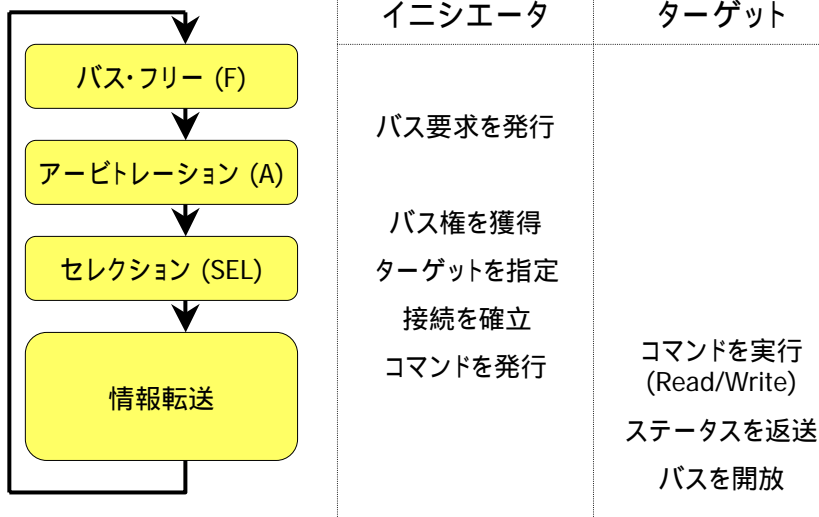 イニシエータ
ターゲット
バス・フリー (F)
バス要求を発行
アービトレーション (A)
バス権を獲得
セレクション (SEL)
ターゲットを指定
接続を確立
コマンドを発行
コマンドを実行
(Read/Write)
情報転送
ステータスを返送
バスを開放